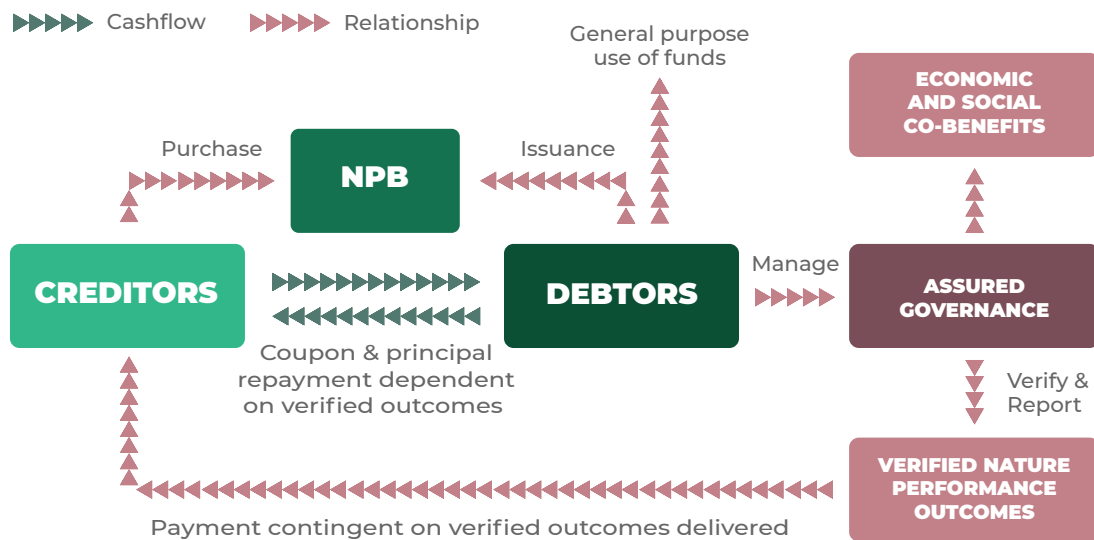 Cashflow
Relationship
General purpose
use of funds
ECONOMIC
AND SOCIAL
CO-BENEFITS
Purchase
NPB
Issuance
CREDITORS
DEBTORS
Manage
ASSURED
GOVERNANCE
Coupon & principal
repayment dependent
on verified outcomes
Verify &
Report
VERIFIED NATURE
PERFORMANCE
OUTCOMES
Payment contingent on verified outcomes delivered